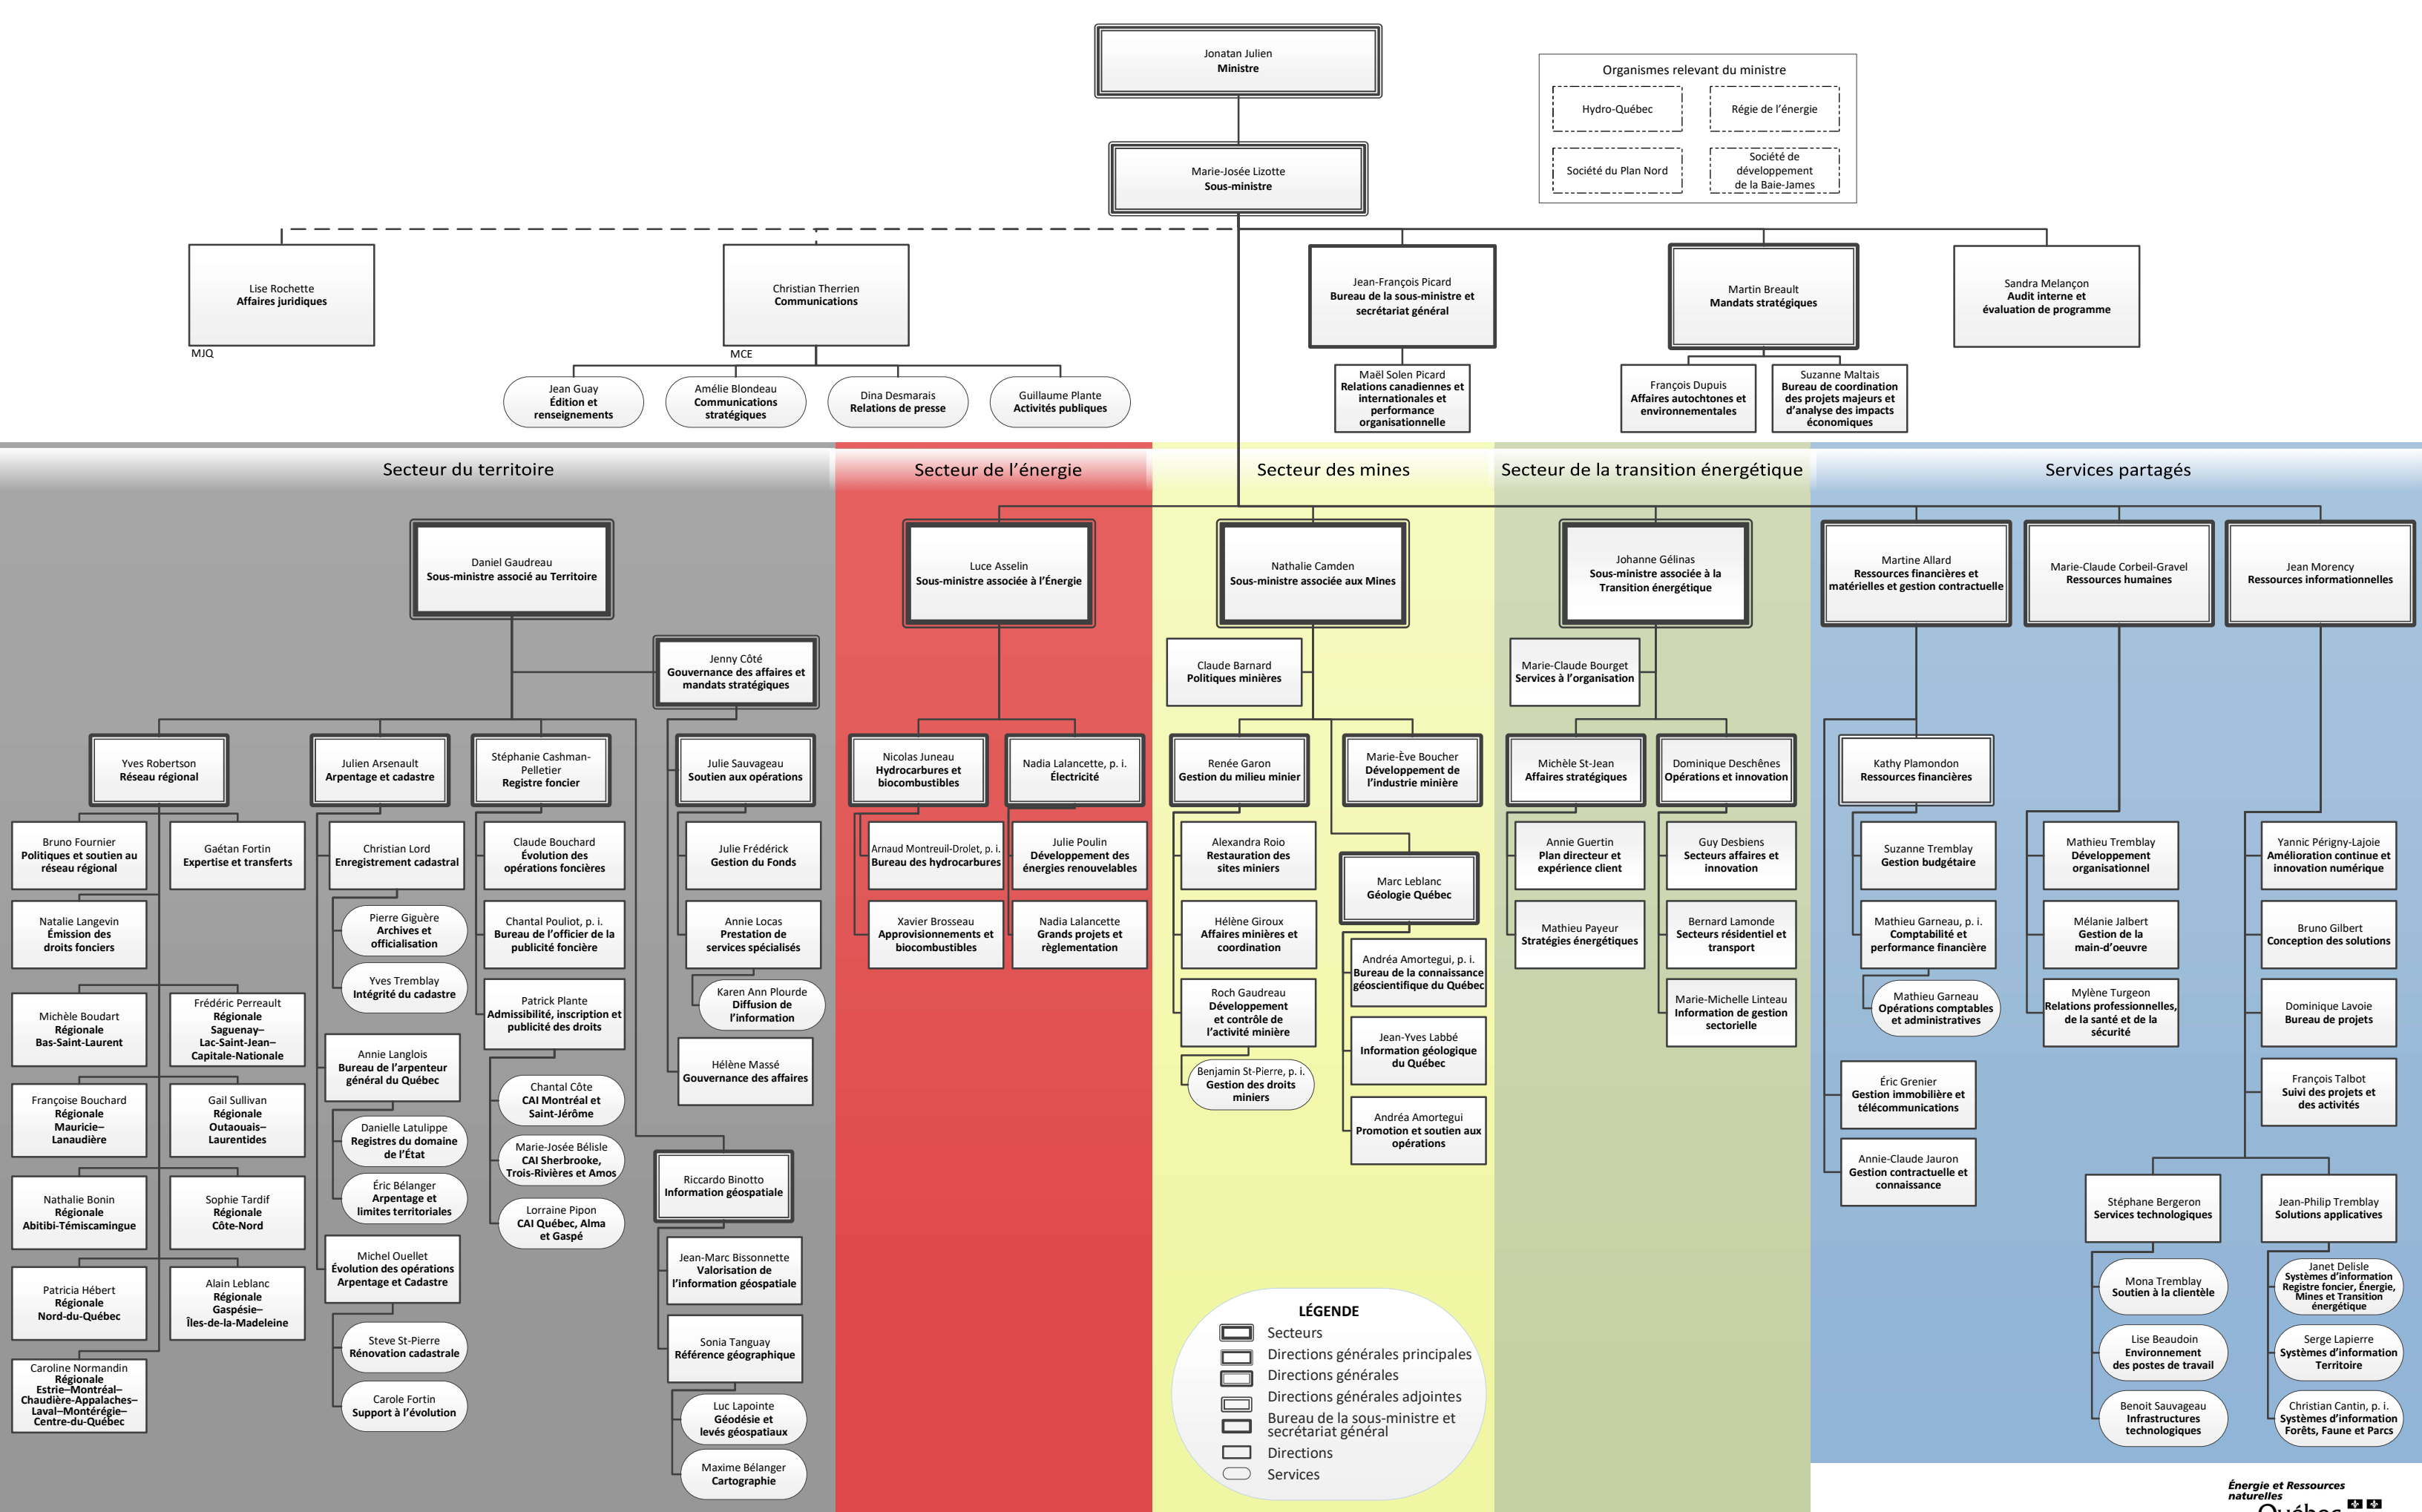 Jonatan Julien
Ministre
Organismes relevant du ministre
Hydro-Québec
Régie de l’énergie
Société du Plan Nord
Société de
développement
de la Baie-James
Marie-Josée Lizotte
Sous-ministre
Lise Rochette
Affaires juridiques
MJQ
Christian Therrien
Communications
MCE
Jean-François Picard
Bureau de la sous-ministre et
secrétariat général
Martin Breault
Mandats stratégiques
Sandra Melançon
Audit interne et
évaluation de programme
Jean Guay
Édition et
renseignements
Amélie Blondeau
Communications
stratégiques
Dina Desmarais
Relations de presse
Guillaume Plante
Activités publiques
Maël Solen Picard
Relations canadiennes et
internationales et
performance
organisationnelle
François Dupuis
Affaires autochtones et
environnementales
Suzanne Maltais
Bureau de coordination
des projets majeurs et
d’analyse des impacts
économiques
Secteur du territoire
Secteur de l’énergie
Secteur des mines
Secteur de la transition énergétique
Services partagés
Daniel Gaudreau
Sous-ministre associé au Territoire
Jenny Côté
Gouvernance des affaires et
mandats stratégiques
Yves Robertson
Réseau régional
Julien Arsenault
Arpentage et cadastre
Stéphanie Cashman-
Pelletier
Registre foncier
Julie Sauvageau
Soutien aux opérations
Bruno Fournier
Politiques et soutien au
réseau régional
Gaétan Fortin
Expertise et transferts
Natalie Langevin
Émission des
droits fonciers
Michèle Boudart
Régionale
Bas-Saint-Laurent
Frédéric Perreault
Régionale
Saguenay–
Lac-Saint-Jean–
Capitale-Nationale
Françoise Bouchard
Régionale
Mauricie–
Lanaudière
Gail Sullivan
Régionale
Outaouais–
Laurentides
Nathalie Bonin
Régionale
Abitibi-Témiscamingue
Sophie Tardif
Régionale
Côte-Nord
Patricia Hébert
Régionale
Nord-du-Québec
Alain Leblanc
Régionale
Gaspésie–
Îles-de-la-Madeleine
Caroline Normandin
Régionale
Estrie–Montréal–
Chaudière-Appalaches–
Laval–Montérégie–
Centre-du-Québec
Christian Lord
Enregistrement cadastral
Pierre Giguère
Archives et
officialisation
Yves Tremblay
Intégrité du cadastre
Annie Langlois
Bureau de l’arpenteur
général du Québec
Danielle Latulippe
Registres du domaine
de l’État
Éric Bélanger
Arpentage et
limites territoriales
Michel Ouellet
Évolution des opérations
Arpentage et Cadastre
Steve St-Pierre
Rénovation cadastrale
Carole Fortin
Support à l’évolution
Claude Bouchard
Évolution des
opérations foncières
Chantal Pouliot, p. i.
Bureau de l’officier de la
publicité foncière
Patrick Plante
Admissibilité, inscription et
publicité des droits
Chantal Côte
CAI Montréal et
Saint-Jérôme
Marie-Josée Bélisle
CAI Sherbrooke,
Trois-Rivières et Amos
Lorraine Pipon
CAI Québec, Alma
et Gaspé
Julie Frédérick
Gestion du Fonds
Annie Locas
Prestation de
services spécialisés
Karen Ann Plourde
Diffusion de
l’information
Hélène Massé
Gouvernance des affaires
Riccardo Binotto
Information géospatiale
Jean-Marc Bissonnette
Valorisation de
l’information géospatiale
Sonia Tanguay
Référence géographique
Luc Lapointe
Géodésie et
levés géospatiaux
Maxime Bélanger
Cartographie
Luce Asselin
Sous-ministre associée à l’Énergie
Nicolas Juneau
Hydrocarbures et
biocombustibles
Nadia Lalancette, p. i.
Électricité
Arnaud Montreuil-Drolet, p. i.
Bureau des hydrocarbures
Julie Poulin
Développement des
énergies renouvelables
Xavier Brosseau
Approvisionnements et
biocombustibles
Nadia Lalancette
Grands projets et
règlementation
Nathalie Camden
Sous-ministre associée aux Mines
Claude Barnard
Politiques minières
Renée Garon
Gestion du milieu minier
Marie-Ève Boucher
Développement de
l’industrie minière
Alexandra Roio
Restauration des
sites miniers
Hélène Giroux
Affaires minières et
coordination
Roch Gaudreau
Développement
et contrôle de
l’activité minière
Benjamin St-Pierre, p. i.
Gestion des droits
miniers
Marc Leblanc
Géologie Québec
Andréa Amortegui, p. i.
Bureau de la connaissance
géoscientifique du Québec
Jean-Yves Labbé
Information géologique
du Québec
Andréa Amortegui
Promotion et soutien aux
opérations
Johanne Gélinas
Sous-ministre associée à la
Transition énergétique
Marie-Claude Bourget
Services à l’organisation
Michèle St-Jean
Affaires stratégiques
Dominique Deschênes
Opérations et innovation
Annie Guertin
Plan directeur et
expérience client
Mathieu Payeur
Stratégies énergétiques
Guy Desbiens
Secteurs affaires et
innovation
Bernard Lamonde
Secteurs résidentiel et
transport
Marie-Michelle Linteau
Information de gestion
sectorielle
Martine Allard
Ressources financières et
matérielles et gestion contractuelle
Marie-Claude Corbeil-Gravel
Ressources humaines
Jean Morency
Ressources informationnelles
Kathy Plamondon
Ressources financières
Suzanne Tremblay
Gestion budgétaire
Mathieu Garneau, p. i.
Comptabilité et
performance financière
Mathieu Garneau
Opérations comptables
et administratives
Éric Grenier
Gestion immobilière et
télécommunications
Annie-Claude Jauron
Gestion contractuelle et
connaissance
Mathieu Tremblay
Développement
organisationnel
Mélanie Jalbert
Gestion de la
main-d’oeuvre
Mylène Turgeon
Relations professionnelles,
de la santé et de la
sécurité
Yannic Périgny-Lajoie
Amélioration continue et
innovation numérique
Bruno Gilbert
Conception des solutions
Dominique Lavoie
Bureau de projets
François Talbot
Suivi des projets et
des activités
Stéphane Bergeron
Services technologiques
Jean-Philip Tremblay
Solutions applicatives
Mona Tremblay
Soutien à la clientèle
Lise Beaudoin
Environnement
des postes de travail
Benoit Sauvageau
Infrastructures
technologiques
Janet Delisle
Systèmes d’information
Registre foncier, Énergie,
Mines et Transition
énergétique
Serge Lapierre
Systèmes d’information
Territoire
Christian Cantin, p. i.
Systèmes d’information
Forêts, Faune et Parcs
LÉGENDE
Secteurs
Directions générales principales
Directions générales
Directions générales adjointes
Bureau de la sous-ministre et
secrétariat général
Directions
Services
Énergie et Ressources
naturelles
Québec